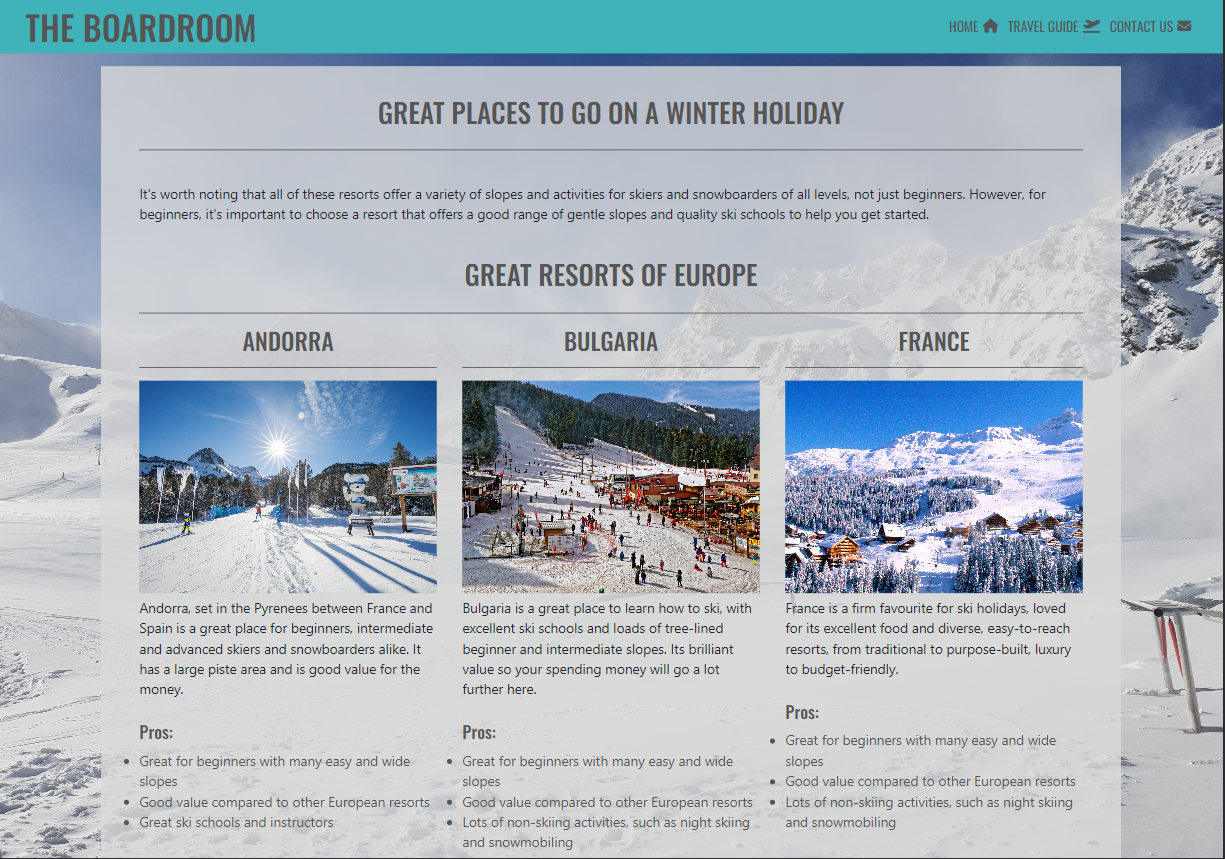 THE BOARDROOM
HOME
TRAVEL GUIDE
CONTACT US
GREAT PLACES TO GO ON A WINTER HOLIDAY
It's worth noting that all of these resorts offer a variety of slopes and activities for skiers and snowboarders of all levels, not just beginners. However, for
beginners, it's important to choose a resort that offers a good range of gentle slopes and quality ski schools to help you get started.
GREAT RESORTS OF EUROPE
ANDORRA
Andorra, set in the Pyrenees between France and
Spain is a great place for beginners, intermediate
and advanced skiers and snowboarders alike. It
has a large piste area and is good value for the
money.
Pros:
• Great for beginners with many easy and wide
slopes
• Good value compared to other European resorts
• Great ski schools and instructors
BULGARIA
Bulgaria is a great place to learn how to ski, with
excellent ski schools and loads of tree-lined
beginner and intermediate slopes. Its brilliant
value so your spending money will go a lot
further here.
Pros:
• Great for beginners with many easy and wide
slopes
• Good value compared to other European resorts
• Lots of non-skiing activities, such as night skiing
and snowmobiling
FRANCE
France is a firm favourite for ski holidays, loved
for its excellent food and diverse, easy-to-reach
resorts, from traditional to purpose-built, luxury
to budget-friendly.
Pros:
• Great for beginners with many easy and wide
slopes
• Good value compared to other European resorts
• Lots of non-skiing activities, such as night skiing
and snowmobiling